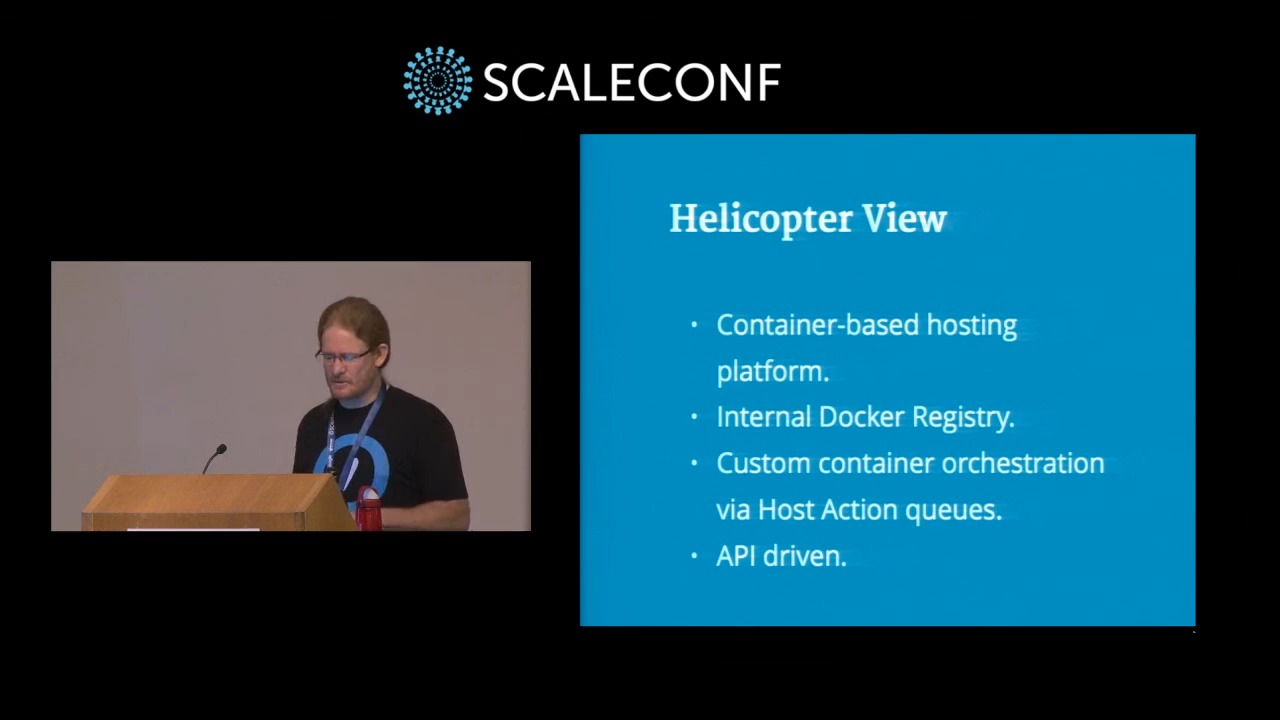 SCALECONF
Helicopter View
• Container-based hosting
platform.
• Internal Docker Registry.
• Custom container orchestration
via Host Action queues.
• API driven.